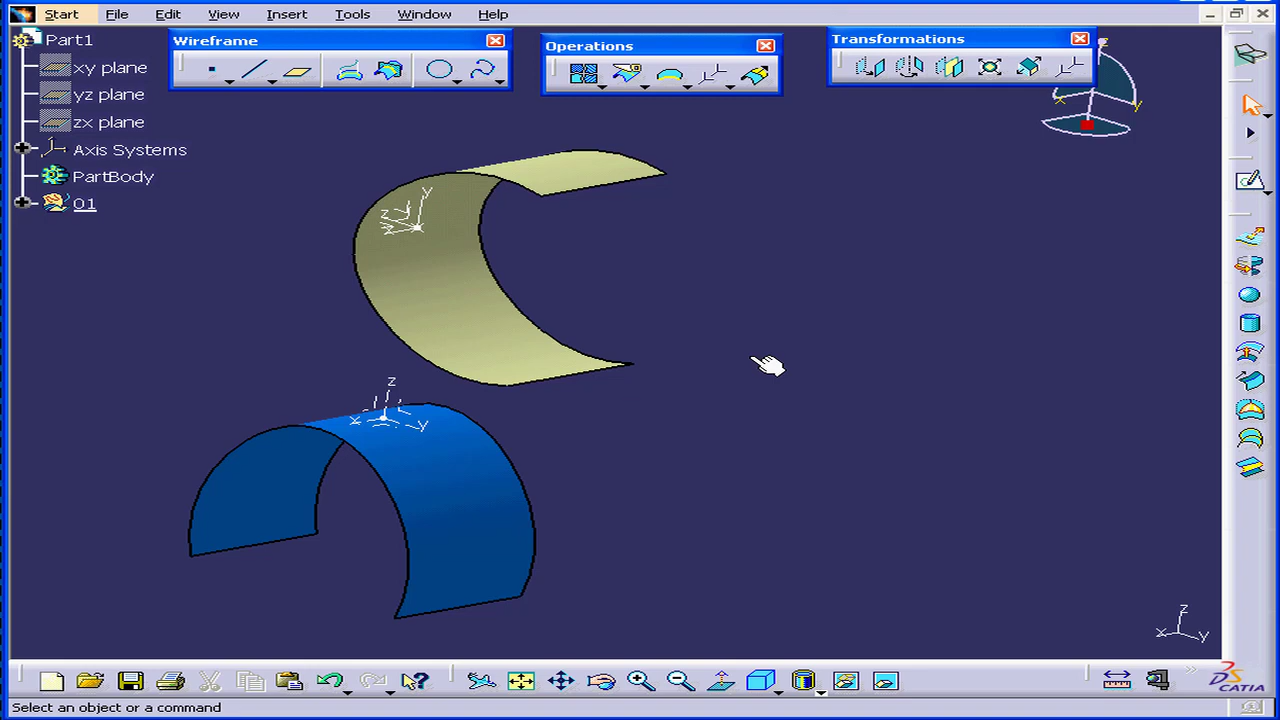 Start File Edit View Insert Tools Window Help
Part1
xy plane
yz plane
zx plane
Axis Systems
PartBody
01
Wireframe
Operations
Transformations
x y
z y z
y
z
x y
z
x y
CATIA
Select an object or a command